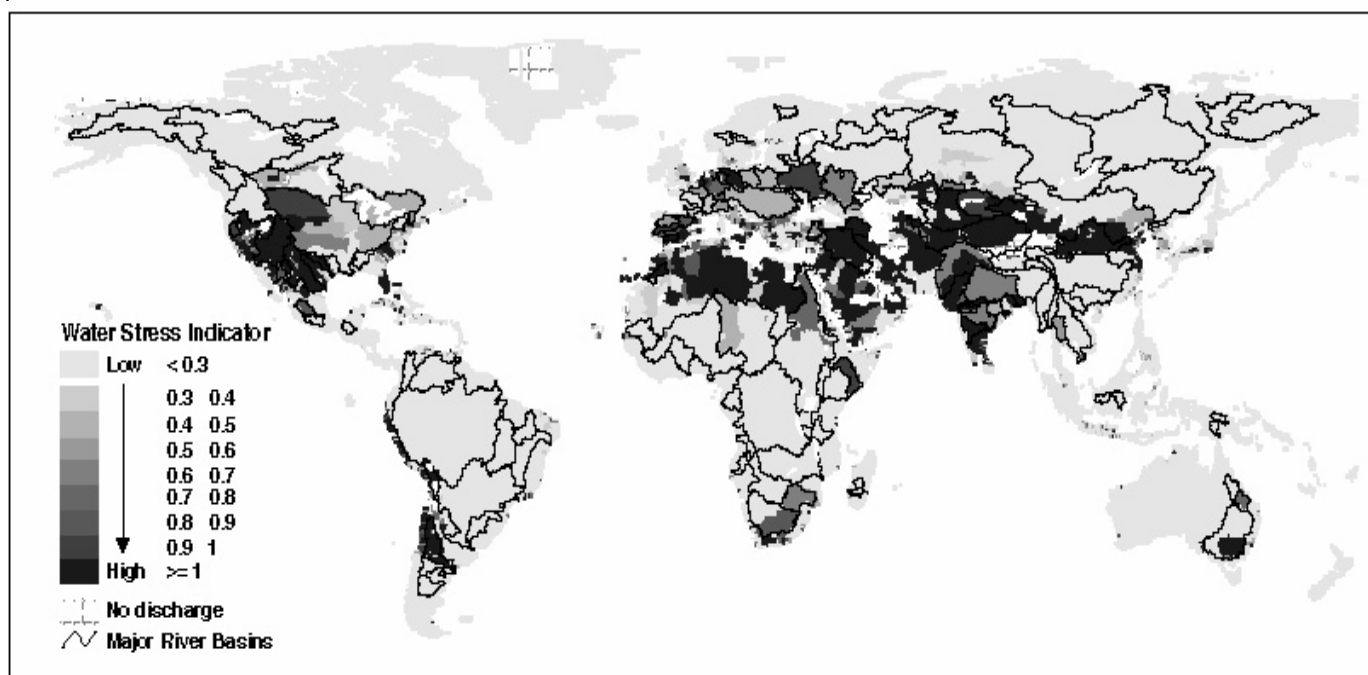 Water Stress Indicator
Low < 0.3
0.3 0.4
0.4 0.5
0.5 0.6
0.6 0.7
0.7 0.8
0.8 0.9
0.9 1
High >= 1
No discharge
Major River Basins